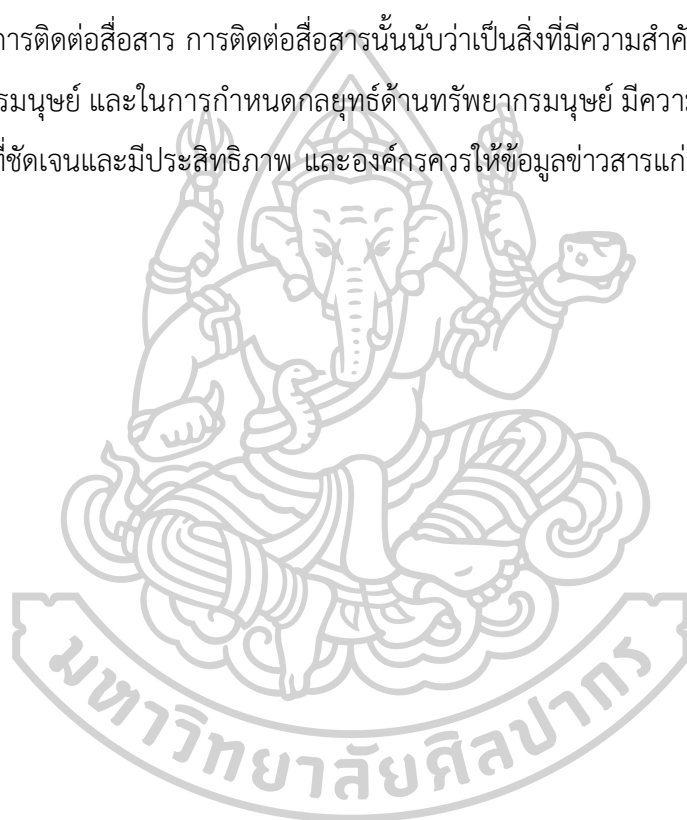 การติดต่อสื่อสาร การติดต่อสื่อสารนั้นนับว่าเป็นสิ่งที่มีความสำคั
รมนุษย์ และในการกำหนดกลยุทธ์ด้านทรัพยากรมนุษย์ มีควา
ที่ชัดเจนและมีประสิทธิภาพ และองค์กรควรให้ข้อมูลข่าวสารแก่
มหาวิทยาลัยศิลปากร